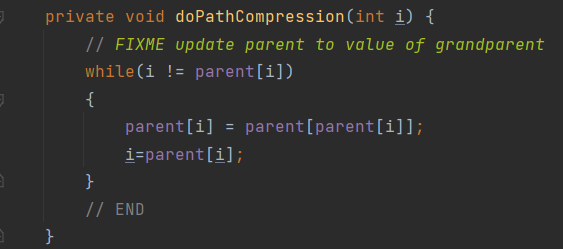 private void doPathCompression(int i) {
    // FIXME update parent to value of grandparent
    while(i != parent[i])
    {
        parent[i] = parent[parent[i]];
        i=parent[i];
    }
    // END
}